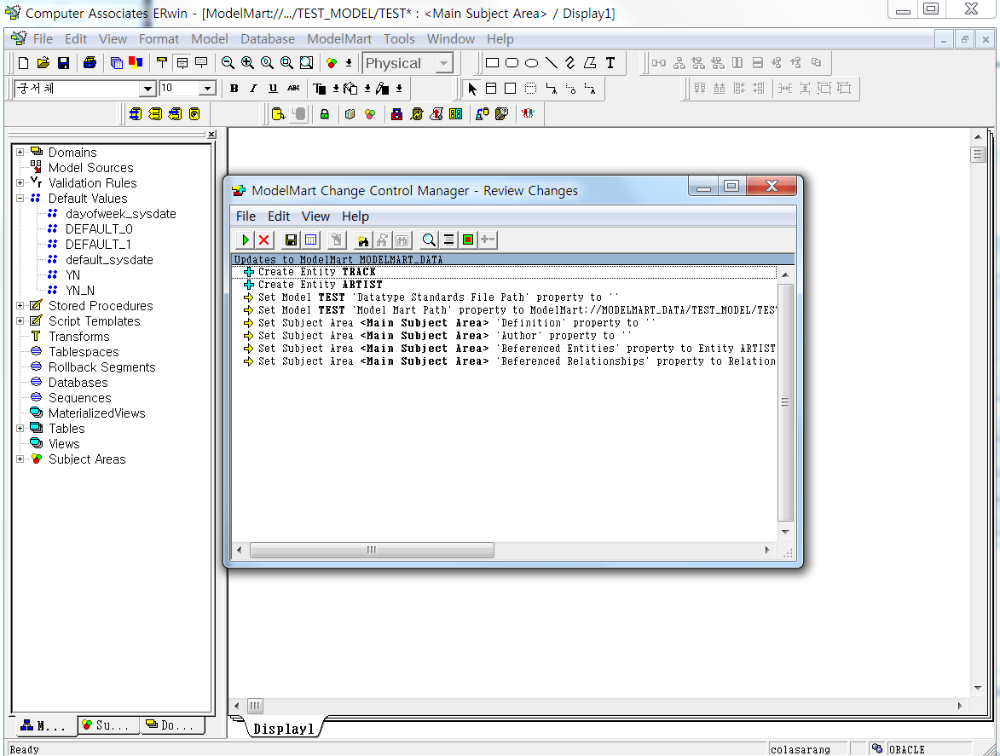 Computer Associates ERwin - [ModelMart://.../TEST_MODEL/TEST* : <Main Subject Area> / Display1]
File Edit View Format Model Database ModelMart Tools Window Help
Physical
T
궁서체 10 B I U ABC T
Domains
Model Sources
Validation Rules
Default Values
dayofweek_sysdate
DEFAULT_0
DEFAULT_1
default_sysdate
YN
YN_N
Stored Procedures
Script Templates
Transforms
Tablespaces
Rollback Segments
Databases
Sequences
MaterializedViews
Tables
Views
Subject Areas
M... Su... Do...
ModelMart Change Control Manager - Review Changes
File Edit View Help
Updates to ModelMart MODELMART_DATA
Create Entity TRACK
Create Entity ARTIST
Set Model TEST 'Datatype Standards File Path' property to ''
Set Model TEST 'Model Mart Path' property to ModelMart://MODELMART_DATA/TEST_MODEL/TES
Set Subject Area <Main Subject Area> 'Definition' property to ''
Set Subject Area <Main Subject Area> 'Author' property to ''
Set Subject Area <Main Subject Area> 'Referenced Entities' property to Entity ARTIST
Set Subject Area <Main Subject Area> 'Referenced Relationships' property to Relation
Display1
Ready colasarang ORACLE